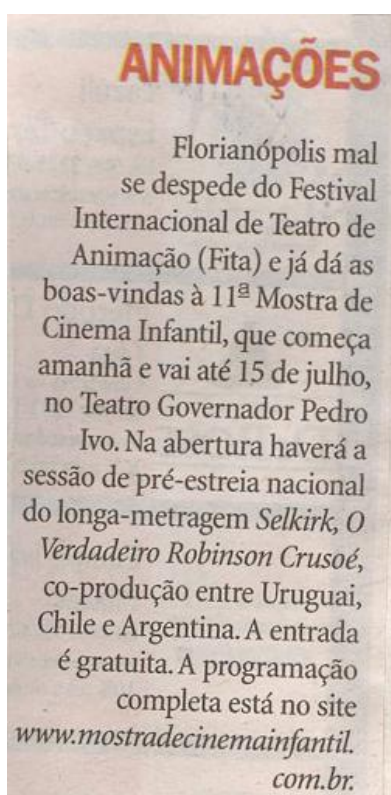 ANIMAÇÕES
Florianópolis mal
se despede do Festival
Internacional de Teatro de
Animação (Fita) e já dá as
boas-vindas à 11ª Mostra de
Cinema Infantil, que começa
amanhã e vai até 15 de julho,
no Teatro Governador Pedro
Ivo. Na abertura haverá a
sessão de pré-estreia nacional
do longa-metragem Selkirk, O
Verdadeiro Robinson Crusoé,
co-produção entre Uruguai,
Chile e Argentina. A entrada
é gratuita. A programação
completa está no site
www.mostradecinemainfantil.
com.br.